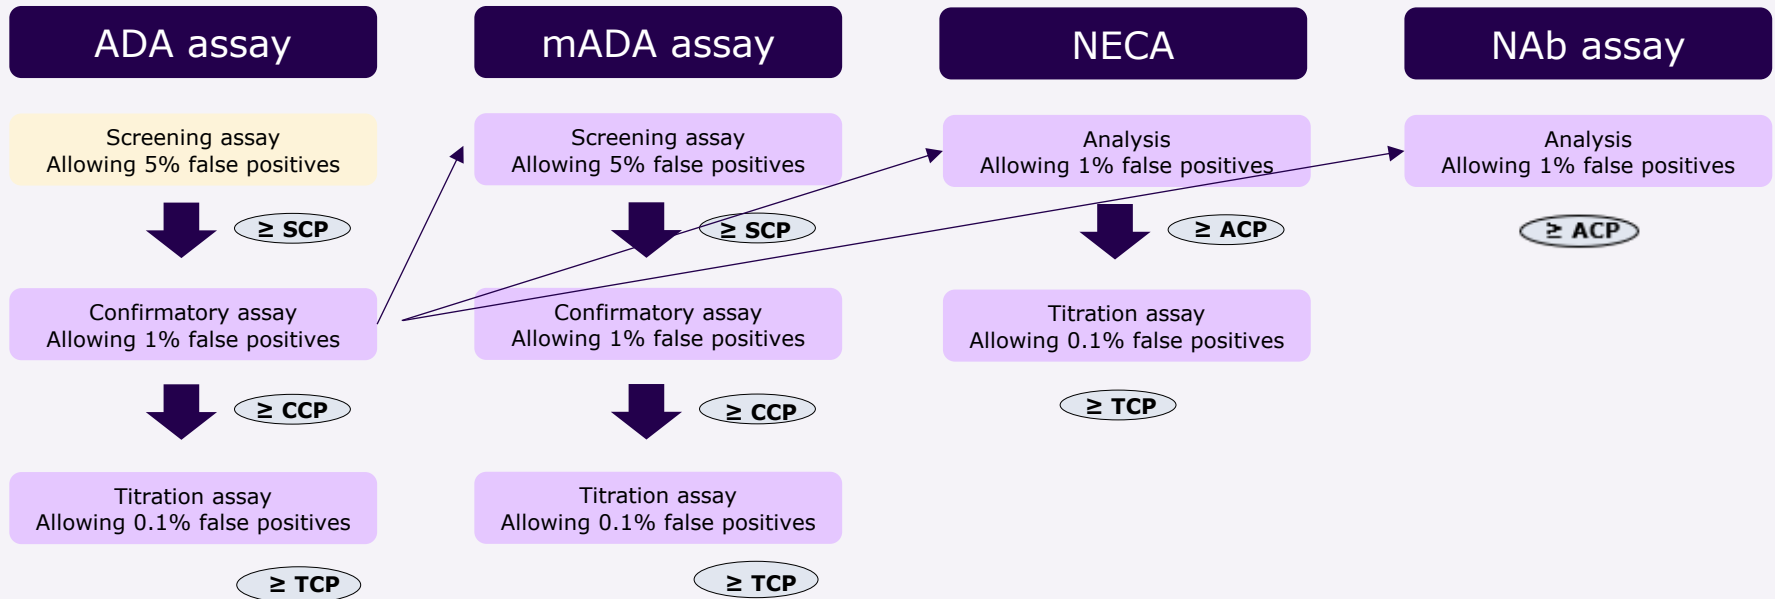 ADA assay
mADA assay
NECA
NAb assay
Screening assay
Allowing 5% false positives
Screening assay
Allowing 5% false positives
Analysis
Allowing 1% false positives
Analysis
Allowing 1% false positives
≥ SCP
≥ SCP
≥ ACP
≥ ACP
Confirmatory assay
Allowing 1% false positives
Confirmatory assay
Allowing 1% false positives
Titration assay
Allowing 0.1% false positives
≥ CCP
≥ CCP
≥ TCP
Titration assay
Allowing 0.1% false positives
Titration assay
Allowing 0.1% false positives
≥ TCP
≥ TCP